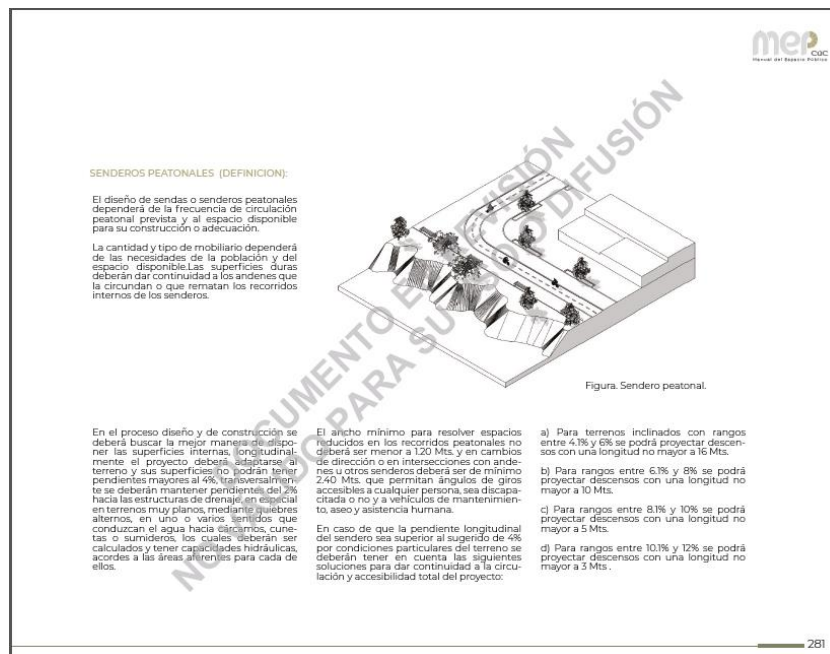 mep
CQC
Manual del Espacio Público
SENDEROS PEATONALES (DEFINICION):
El diseño de sendas o senderos peatonales
dependerá de la frecuencia de circulación
peatonal prevista y al espacio disponible
para su construcción o adecuación.
La cantidad y tipo de mobiliario dependerá
de las necesidades de la población y del
espacio disponible.Las superficies duras
deberán dar continuidad a los andenes que
la circundan o que rematan los recorridos
internos de los senderos.
Figura. Sendero peatonal.
En el proceso diseño y de construcción se
deberá buscar la mejor manera de dispo-
ner las superficies internas, longitudinal-
mente el proyecto deberá adaptarse al
terreno y sus superficies no podrán tener
pendientes mayores al 4%, transversalmen-
te se deberán mantener pendientes del 2%
hacia las estructuras de drenaje, en especial
en terrenos muy planos, mediante quiebres
alternos, en uno o varios sentidos que
conduzcan el agua hacia cárcamos, cune-
tas o sumideros, los cuales deberán ser
calculados y tener capacidades hidráulicas,
acordes a las áreas aferentes para cada de
ellos.
El ancho mínimo para resolver espacios
reducidos en los recorridos peatonales no
deberá ser menor a 1.20 Mts. y en cambios
de dirección o en intersecciones con ande-
nes u otros senderos deberá ser de mínimo
2.40 Mts. que permitan ángulos de giros
accesibles a cualquier persona, sea discapa-
citada o no y a vehículos de mantenimien-
to, aseo y asistencia humana.
En caso de que la pendiente longitudinal
del sendero sea superior al sugerido de 4%
por condiciones particulares del terreno se
deberán tener en cuenta las siguientes
soluciones para dar continuidad a la circu-
lación y accesibilidad total del proyecto:
a) Para terrenos inclinados con rangos
entre 4.1% y 6% se podrá proyectar descen-
sos con una longitud no mayor a 16 Mts.
b) Para rangos entre 6.1% y 8% se podrá
proyectar descensos con una longitud no
mayor a 10 Mts.
c) Para rangos entre 8.1% y 10% se podrá
proyectar descensos con una longitud no
mayor a 5 Mts.
d) Para rangos entre 10.1% y 12% se podrá
proyectar descensos con una longitud no
mayor a 3 Mts .
DOCUMENTO EN REVISIÓN
NO VALIDO PARA SU USO O DIFUSIÓN
281